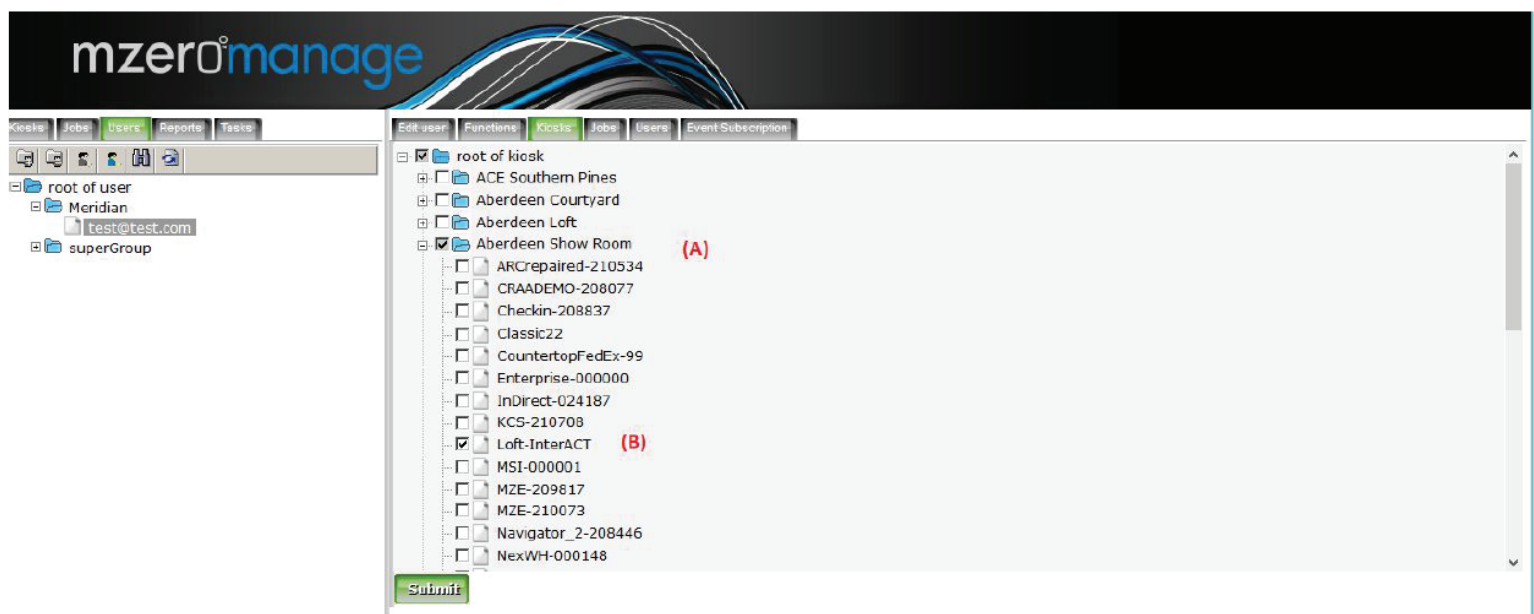 mzeromanage
Kiosks Jobs Users Reports Tasks
root of user
Meridian
test@test.com
superGroup
Edit user Functions Kiosks Jobs Users Event Subscription
root of kiosk
ACE Southern Pines
Aberdeen Courtyard
Aberdeen Loft
Aberdeen Show Room (A)
ARCrepaired-210534
CRAADEMO-208077
Checkin-208837
Classic22
CountertopFedEx-99
Enterprise-000000
InDirect-024187
KCS-210708
Loft-InterACT (B)
MSI-000001
MZE-209817
MZE-210073
Navigator_2-208446
NexWH-000148
Submit